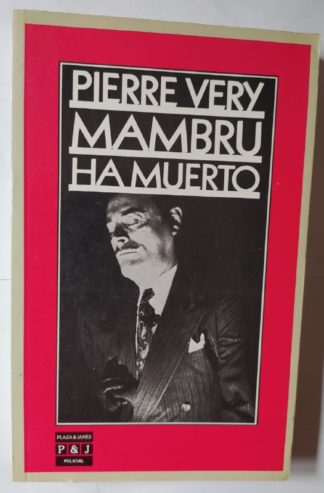 PIERRE VERY
MAMBRU
HA MUERTO
PLAZA & JANES
P & J
POLICIAL